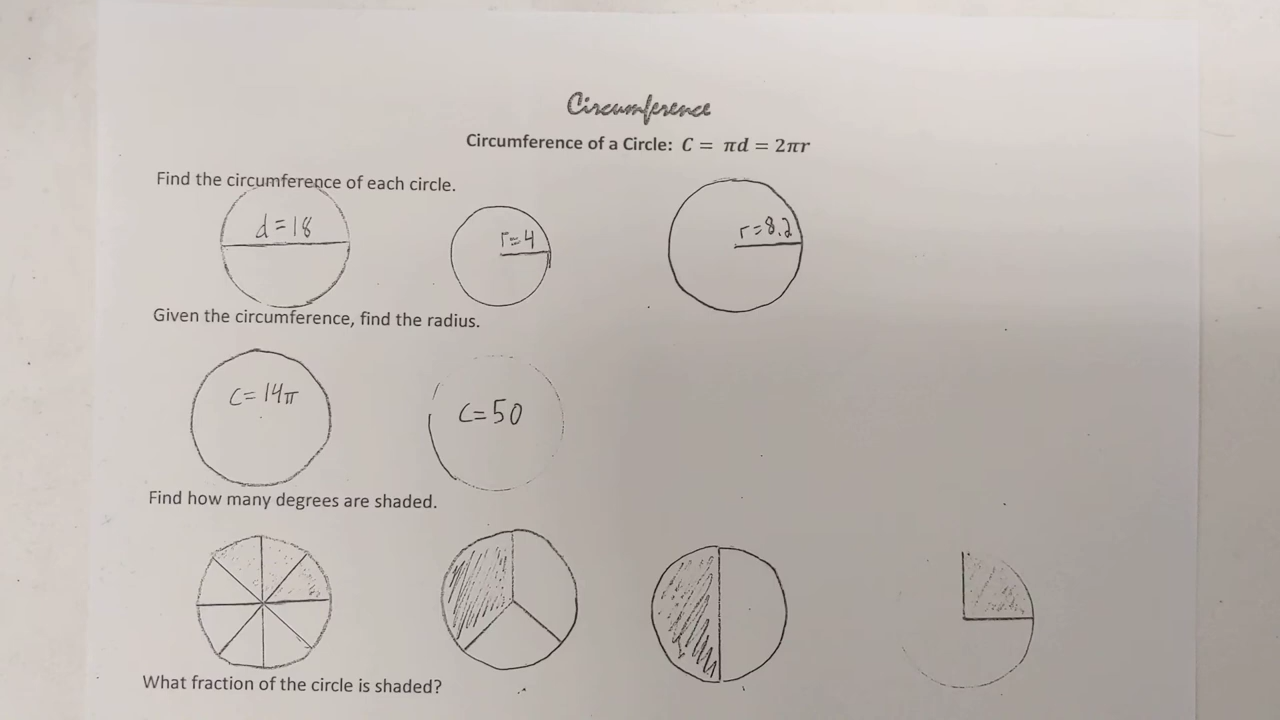 Circumference
Circumference of a Circle: C = πd = 2πr
Find the circumference of each circle.
d=18
r=4
r=8.2
Given the circumference, find the radius.
C=14π
C=50
Find how many degrees are shaded.
What fraction of the circle is shaded?